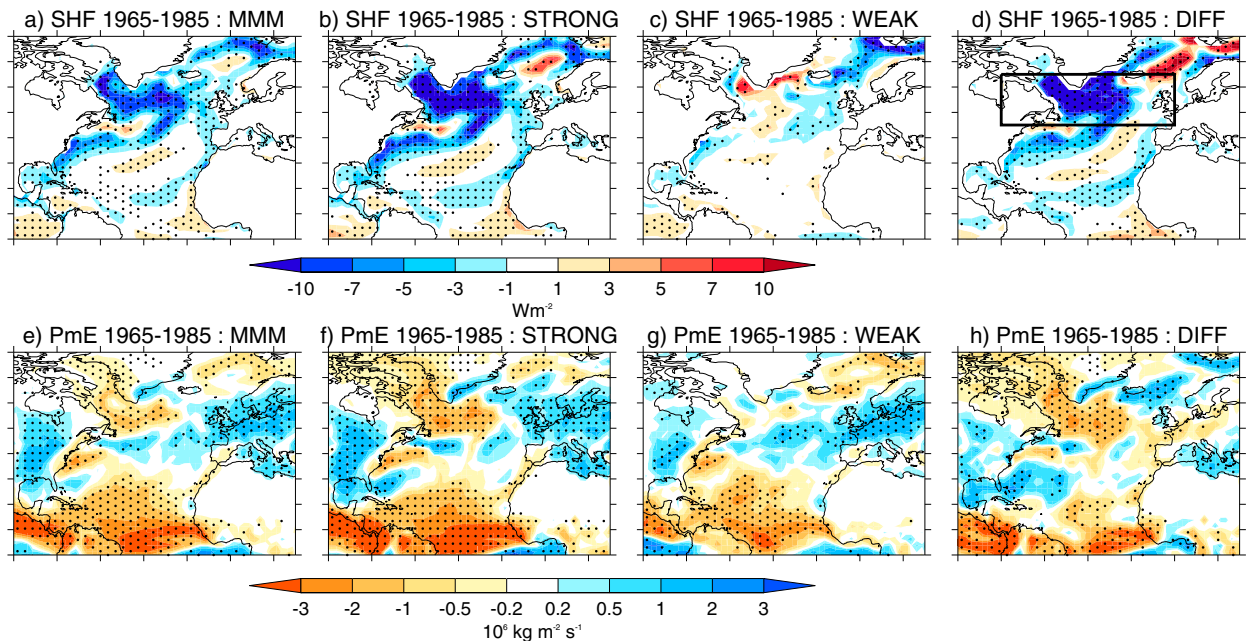 a) SHF 1965-1985 : MMM
b) SHF 1965-1985 : STRONG
c) SHF 1965-1985 : WEAK
d) SHF 1965-1985 : DIFF
-10 -7 -5 -3 -1 1 3 5 7 10
Wm⁻²
e) PmE 1965-1985 : MMM
f) PmE 1965-1985 : STRONG
g) PmE 1965-1985 : WEAK
h) PmE 1965-1985 : DIFF
-3 -2 -1 -0.5 -0.2 0.2 0.5 1 2 3
10⁶ kg m⁻² s⁻¹